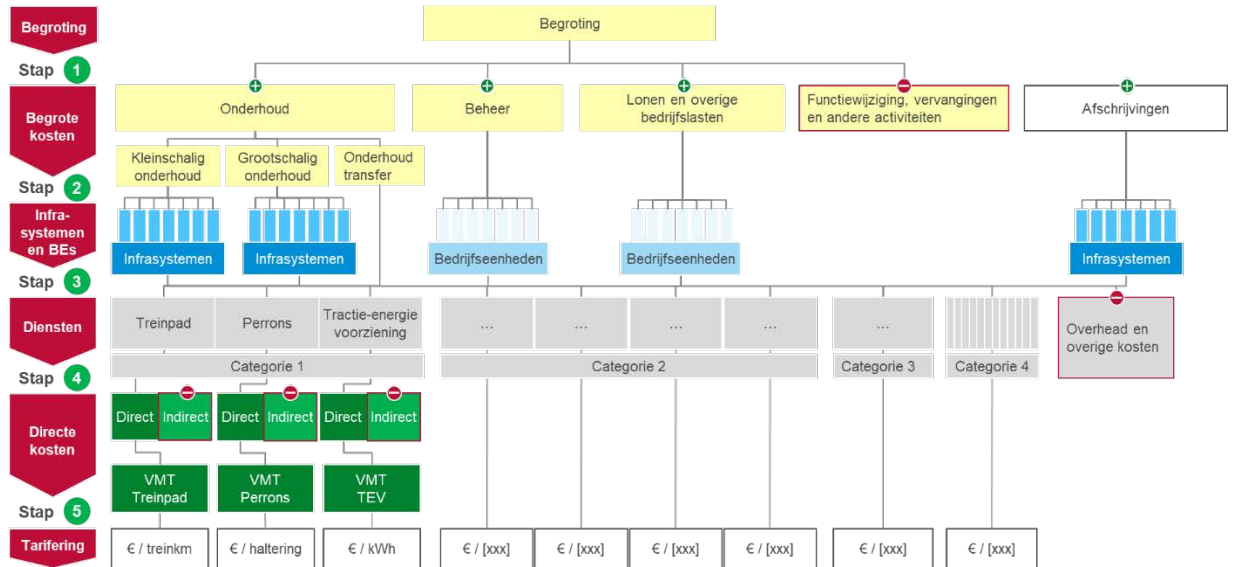 Begroting
Begroting
Stap 1
Begrote
kosten
Onderhoud
Beheer
Lonen en overige
bedrijfslasten
Functiewijziging, vervangingen
en andere activiteiten
Afschrijvingen
Kleinschalig
onderhoud
Grootschalig
onderhoud
Onderhoud
transfer
Stap 2
Infra-
systemen
en BEs
Infrasystemen
Infrasystemen
Bedrijfseenheden
Bedrijfseenheden
Infrasystemen
Stap 3
Diensten
Treinpad
Perrons
Tractie-energie
voorziening
...
...
...
...
...
Overhead en
overige kosten
Categorie 1
Categorie 2
Categorie 3
Categorie 4
Stap 4
Directe
kosten
Direct
Indirect
Direct
Indirect
Direct
Indirect
VMT
Treinpad
VMT
Perrons
VMT
TEV
Stap 5
Tarifering
€ / treinkm
€ / haltering
€ / kWh
€ / [xxx]
€ / [xxx]
€ / [xxx]
€ / [xxx]
€ / [xxx]
€ / [xxx]